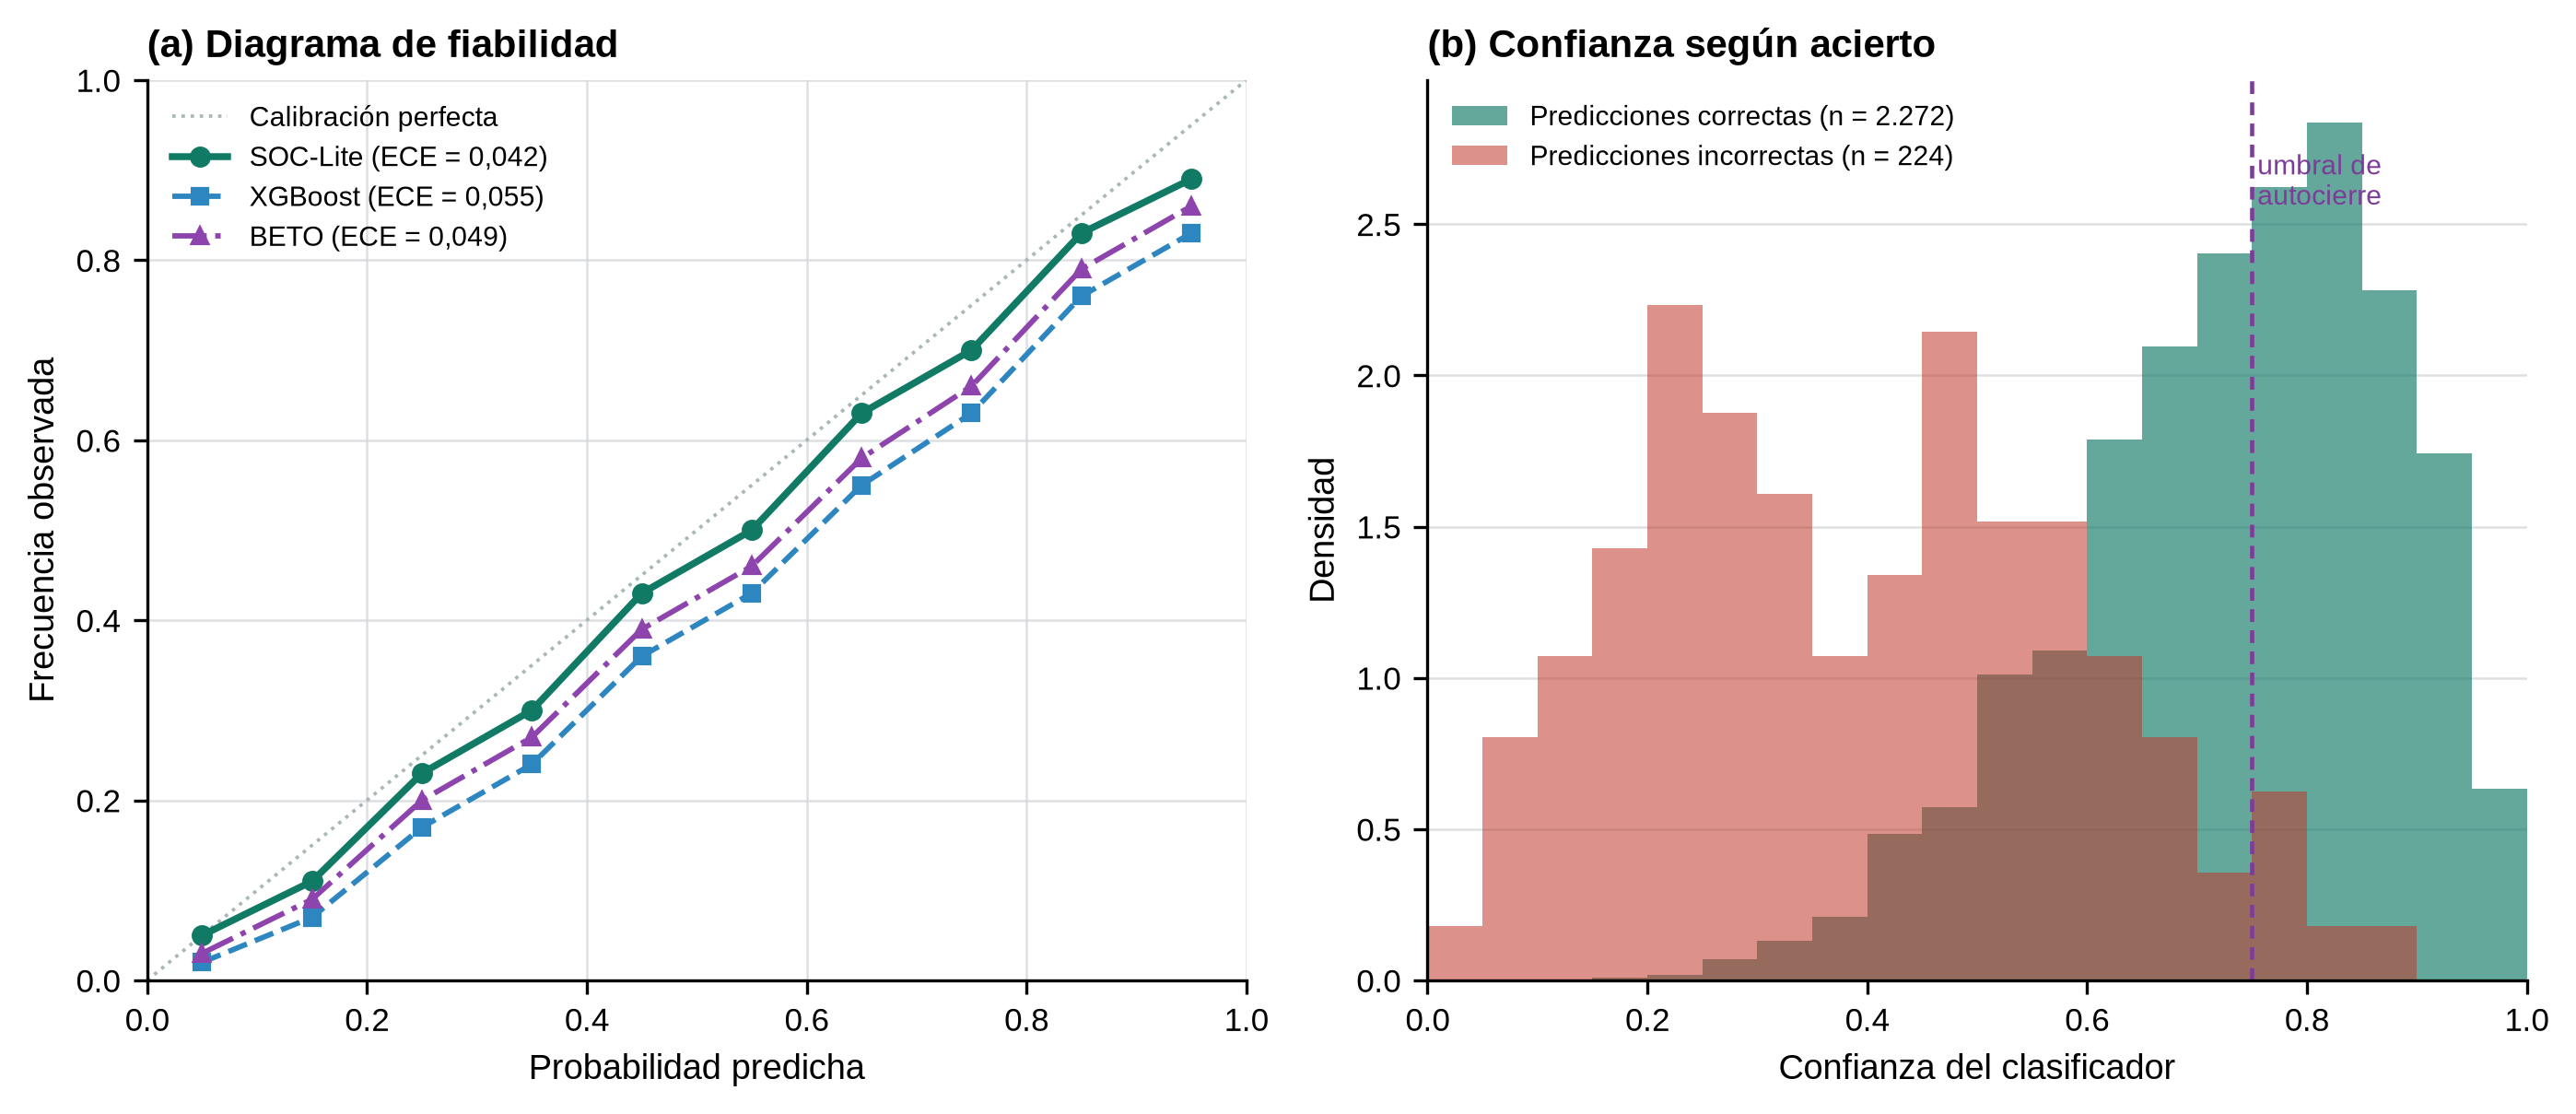 (a) Diagrama de fiabilidad
Frecuencia observada
1.0
0.8
0.6
0.4
0.2
0.0
Calibración perfecta
SOC-Lite (ECE = 0,042)
XGBoost (ECE = 0,055)
BETO (ECE = 0,049)
0.0 0.2 0.4 0.6 0.8 1.0
Probabilidad predicha
(b) Confianza según acierto
Densidad
2.5
2.0
1.5
1.0
0.5
0.0
Predicciones correctas (n = 2.272)
Predicciones incorrectas (n = 224)
umbral de
autocierre
0.0 0.2 0.4 0.6 0.8 1.0
Confianza del clasificador